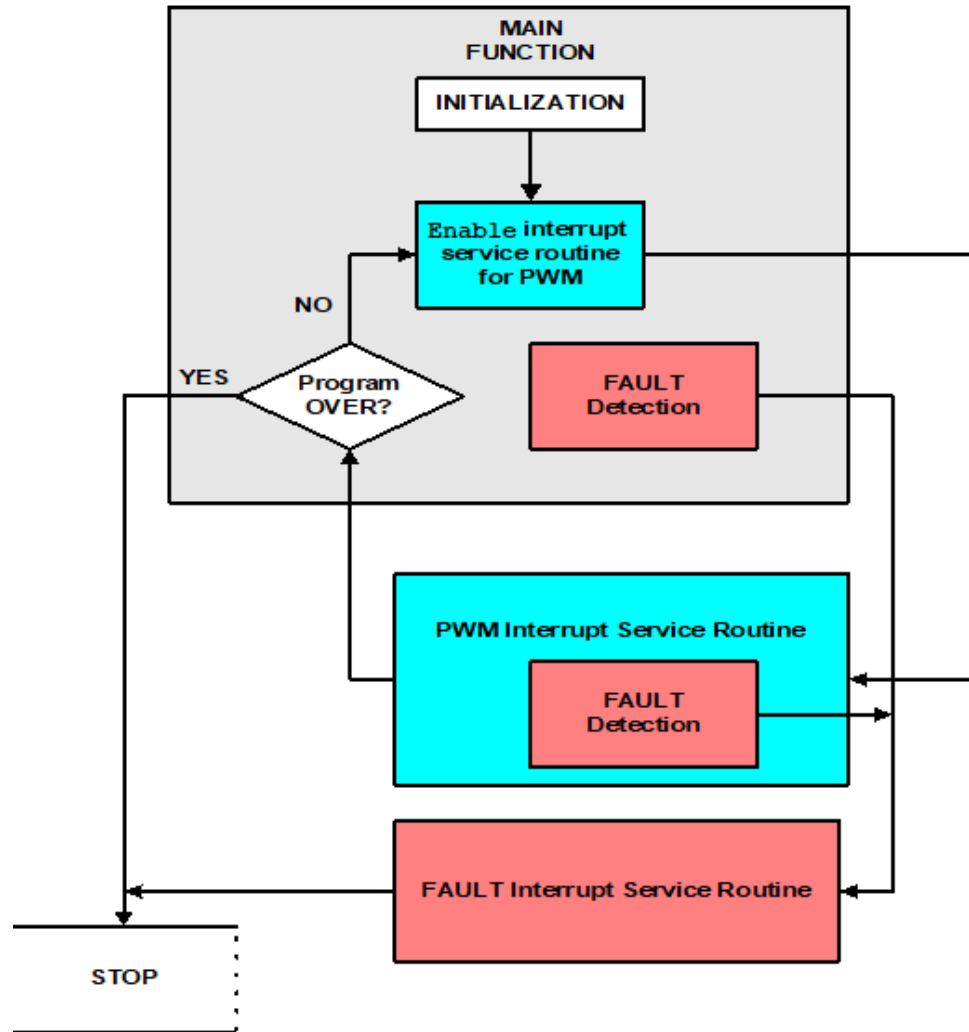 MAIN
FUNCTION
INITIALIZATION
Enable interrupt
service routine
for PWM
NO
YES
Program
OVER?
FAULT
Detection
PWM Interrupt Service Routine
FAULT
Detection
FAULT Interrupt Service Routine
STOP